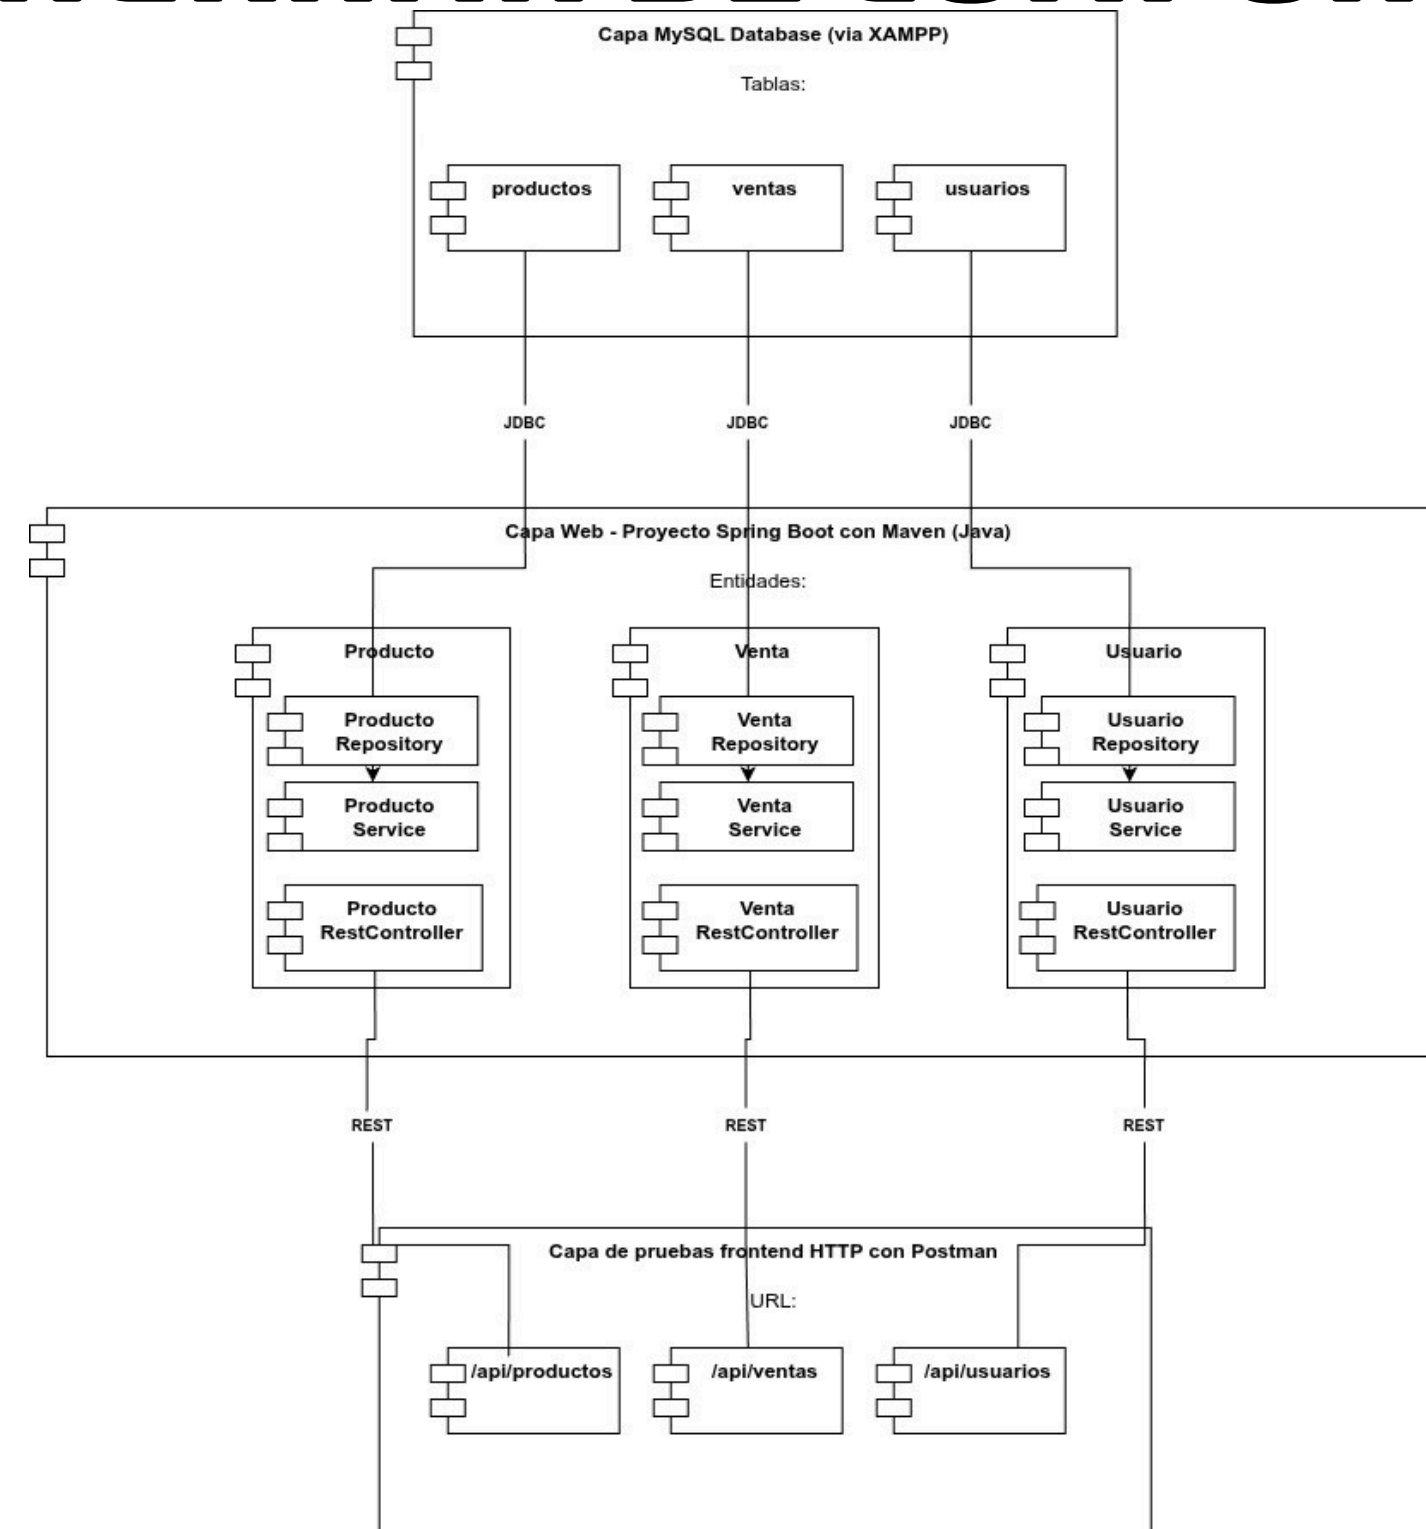 Capa MySQL Database (via XAMPP)
Tablas:
productos
ventas
usuarios
JDBC
JDBC
JDBC
Capa Web - Proyecto Spring Boot con Maven (Java)
Entidades:
Producto
Venta
Usuario
Producto
Repository
Venta
Repository
Usuario
Repository
Producto
Service
Venta
Service
Usuario
Service
Producto
RestController
Venta
RestController
Usuario
RestController
REST
REST
REST
Capa de pruebas frontend HTTP con Postman
URL:
/api/productos
/api/ventas
/api/usuarios